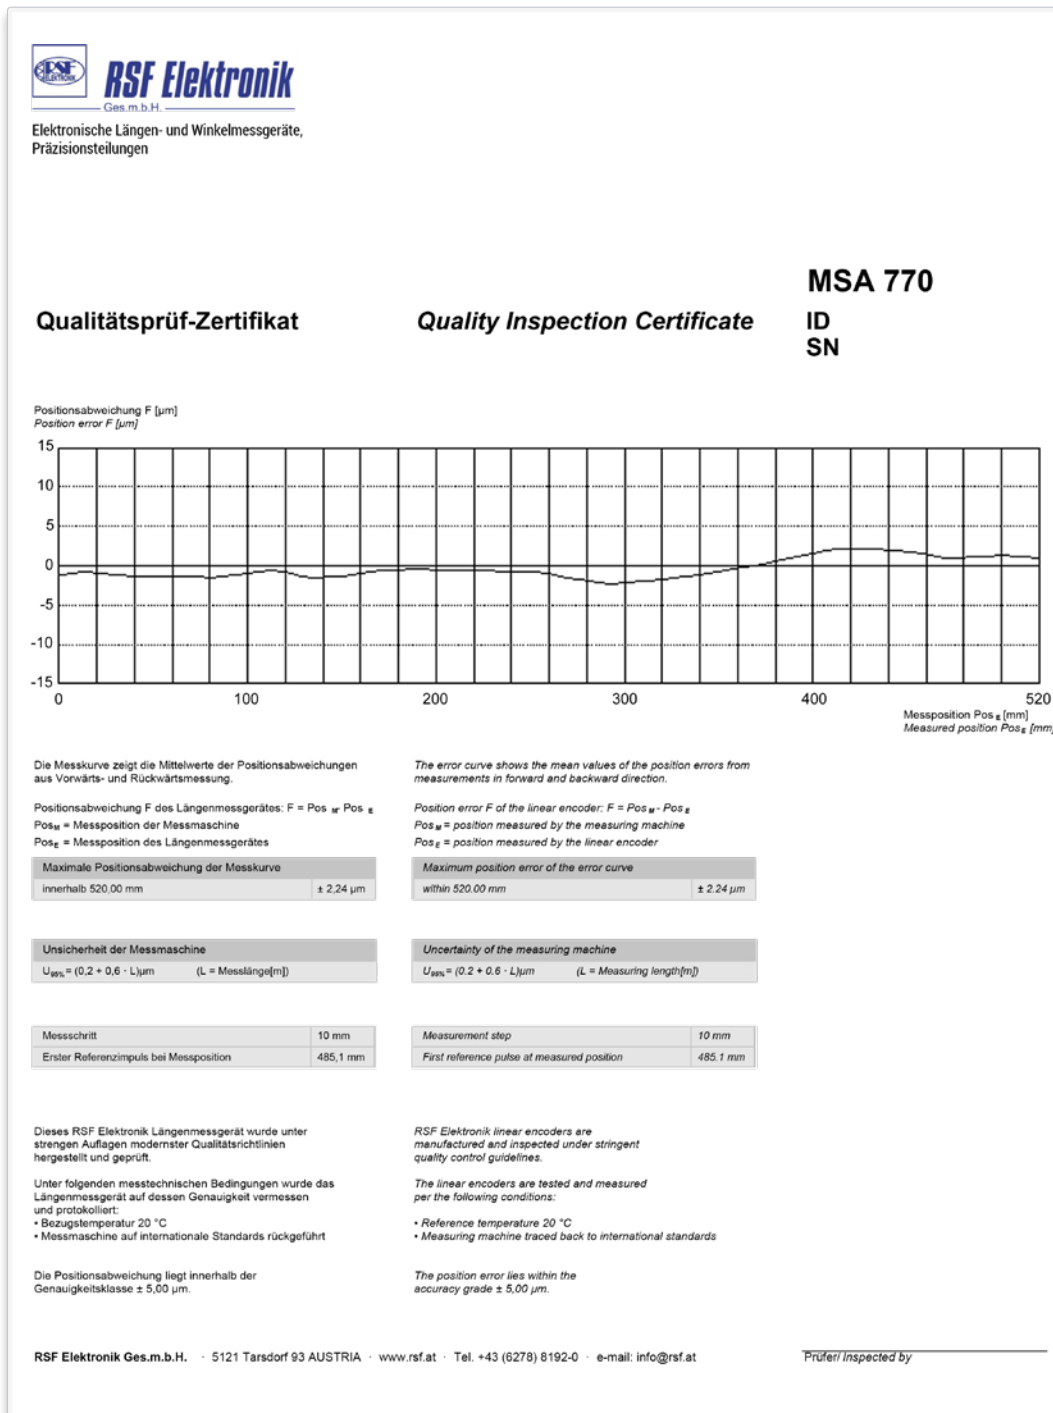 RSF
ELEKTRONIK
RSF Elektronik
Ges.m.b.H.
Elektronische Längen- und Winkelmessgeräte,
Präzisionsteilungen
MSA 770
Qualitätsprüf-Zertifikat
Quality Inspection Certificate
ID
SN
Positionsabweichung F [µm]
Position error F [µm]
15
10
5
0
-5
-10
-15
0
100
200
300
400
520
Messposition Pos E [mm]
Measured position Pos E [mm]
Die Messkurve zeigt die Mittelwerte der Positionsabweichungen
aus Vorwärts- und Rückwärtsmessung.
Positionsabweichung F des Längenmessgerätes: F = Pos M- Pos E
PosM = Messposition der Messmaschine
PosE = Messposition des Längenmessgerätes
The error curve shows the mean values of the position errors from
measurements in forward and backward direction.
Position error F of the linear encoder: F = Pos M - Pos E
Pos M = position measured by the measuring machine
Pos E = position measured by the linear encoder
Maximale Positionsabweichung der Messkurve
innerhalb 520,00 mm ± 2,24 µm
Maximum position error of the error curve
within 520.00 mm ± 2.24 µm
Unsicherheit der Messmaschine
U95% = (0,2 + 0,6 · L)µm (L = Messlänge[m])
Uncertainty of the measuring machine
U95% = (0.2 + 0.6 · L)µm (L = Measuring length[m])
Messschritt 10 mm
Erster Referenzimpuls bei Messposition 485,1 mm
Measurement step 10 mm
First reference pulse at measured position 485.1 mm
Dieses RSF Elektronik Längenmessgerät wurde unter
strengen Auflagen modernster Qualitätsrichtlinien
hergestellt und geprüft.
Unter folgenden messtechnischen Bedingungen wurde das
Längenmessgerät auf dessen Genauigkeit vermessen
und protokolliert:
• Bezugstemperatur 20 °C
• Messmaschine auf internationale Standards rückgeführt
Die Positionsabweichung liegt innerhalb der
Genauigkeitsklasse ± 5,00 µm.
RSF Elektronik linear encoders are
manufactured and inspected under stringent
quality control guidelines.
The linear encoders are tested and measured
per the following conditions:
• Reference temperature 20 °C
• Measuring machine traced back to international standards
The position error lies within the
accuracy grade ± 5,00 µm.
RSF Elektronik Ges.m.b.H. · 5121 Tarsdorf 93 AUSTRIA · www.rsf.at · Tel. +43 (6278) 8192-0 · e-mail: info@rsf.at
Prüfer/ Inspected by